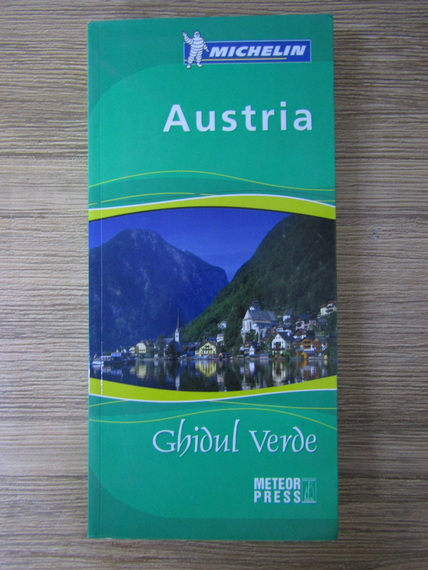 MICHELIN
Austria
Ghidul Verde
METEOR
PRESS